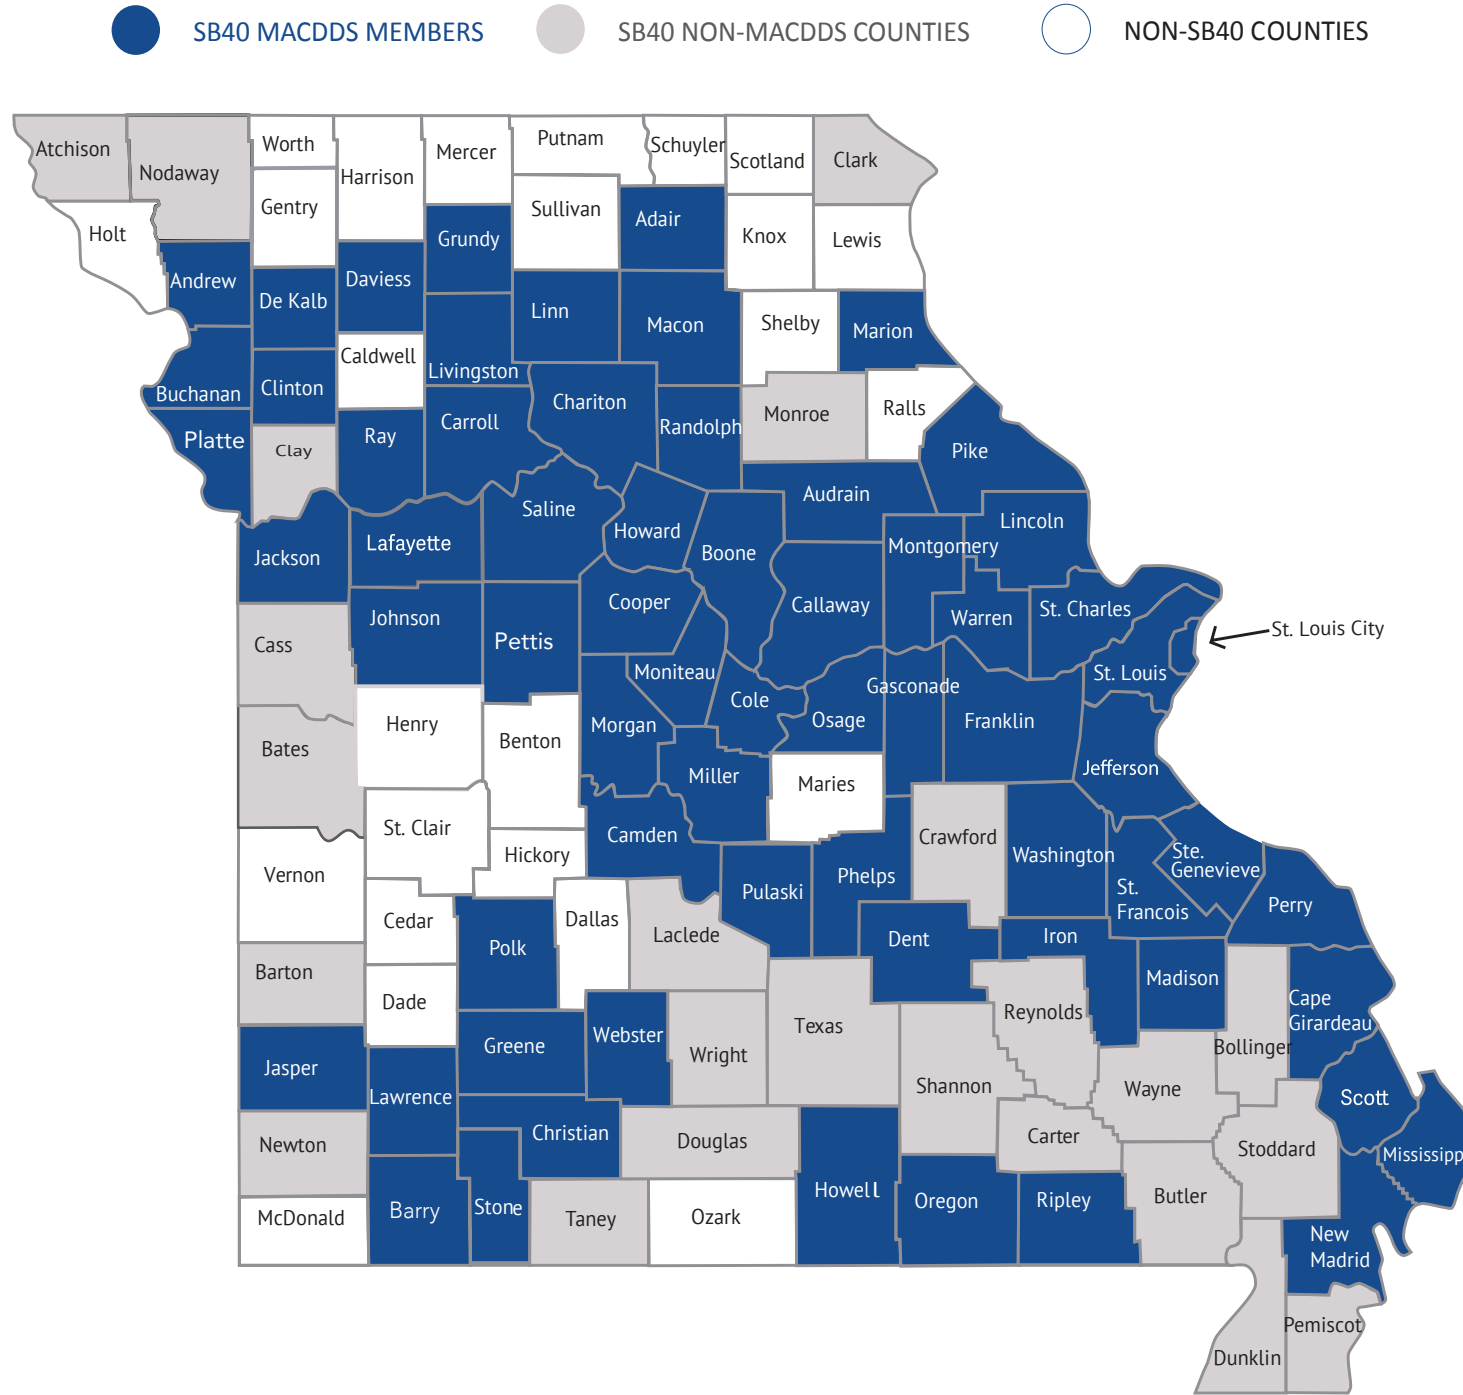 SB40 MACDDS MEMBERS
SB40 NON-MACDDS COUNTIES
NON-SB40 COUNTIES
Atchison
Nodaway
Worth
Harrison
Mercer
Putnam
Schuyler
Scotland
Clark
Gentry
Holt
Sullivan
Adair
Knox
Lewis
Grundy
Andrew
De Kalb
Daviess
Linn
Macon
Shelby
Marion
Caldwell
Livingston
Buchanan
Clinton
Chariton
Carroll
Randolph
Monroe
Ralls
Platte
Clay
Ray
Pike
Audrain
Saline
Howard
Lincoln
Jackson
Lafayette
Boone
Montgomery
Cooper
Callaway
Warren
St. Charles
St. Louis City
Johnson
Cass
Pettis
Moniteau
St. Louis
Cole
Gasconade
Osage
Franklin
Henry
Morgan
Benton
Bates
Miller
Maries
Jefferson
St. Clair
Camden
Crawford
Hickory
Washington
Ste.
Genevieve
Vernon
Pulaski
Phelps
St.
Francois
Perry
Cedar
Dallas
Laclede
Dent
Iron
Polk
Barton
Dade
Madison
Cape
Girardeau
Reynolds
Texas
Webster
Greene
Wright
Bollinger
Jasper
Lawrence
Shannon
Wayne
Scott
Christian
Douglas
Carter
Stoddard
Newton
Mississipp
McDonald
Barry
Stone
Taney
Ozark
Howell
Oregon
Ripley
Butler
New
Madrid
Pemiscot
Dunklin